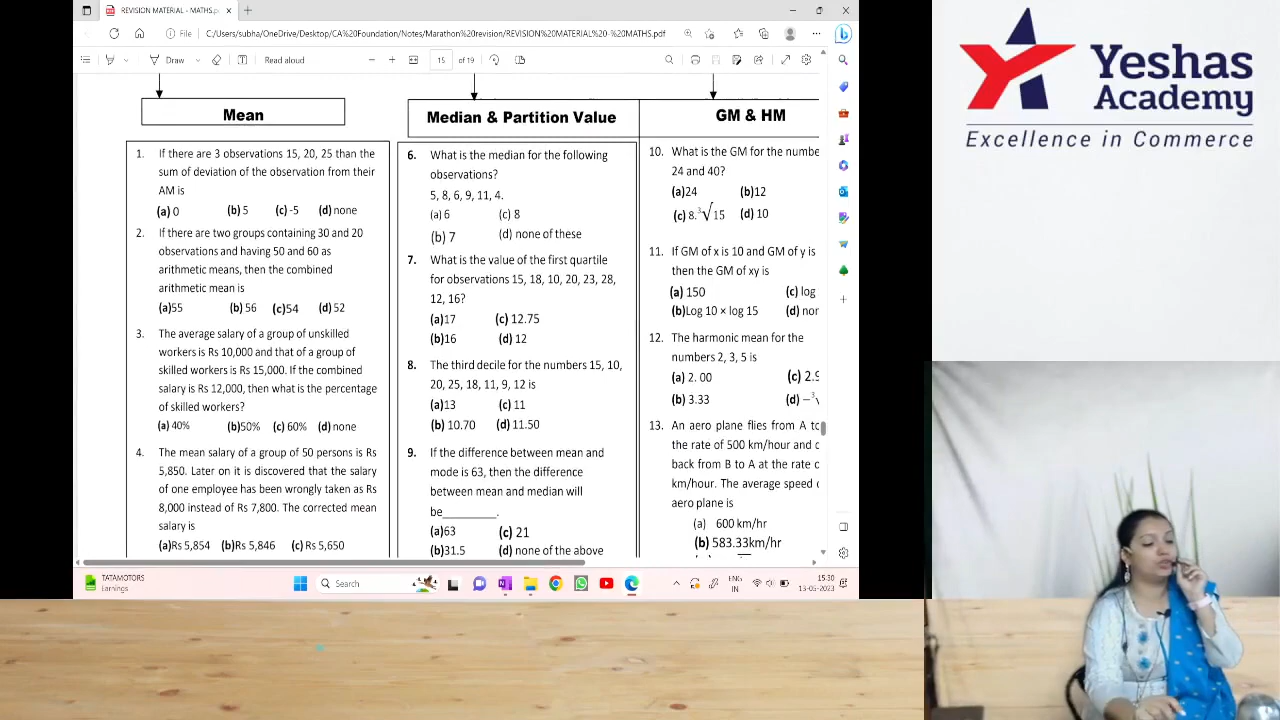 REVISION MATERIAL - MATHS.p
File
C:/Users/subha/OneDrive/Desktop/CA%20Foundation/Notes/Marathon%20revision/REVISION%20MATERIAL%20-%20MATHS.pdf
Draw
Read aloud
15 of 19
Mean
1. If there are 3 observations 15, 20, 25 than the
sum of deviation of the observation from their
AM is
(a) 0 (b) 5 (c) -5 (d) none
2. If there are two groups containing 30 and 20
observations and having 50 and 60 as
arithmetic means, then the combined
arithmetic mean is
(a)55 (b) 56 (c)54 (d) 52
3. The average salary of a group of unskilled
workers is Rs 10,000 and that of a group of
skilled workers is Rs 15,000. If the combined
salary is Rs 12,000, then what is the percentage
of skilled workers?
(a) 40% (b)50% (c) 60% (d) none
4. The mean salary of a group of 50 persons is Rs
5,850. Later on it is discovered that the salary
of one employee has been wrongly taken as Rs
8,000 instead of Rs 7,800. The corrected mean
salary is
(a)Rs 5,854 (b)Rs 5,846 (c) Rs 5,650
Median & Partition Value
6. What is the median for the following
observations?
5, 8, 6, 9, 11, 4.
(a) 6 (c) 8
(b) 7 (d) none of these
7. What is the value of the first quartile
for observations 15, 18, 10, 20, 23, 28,
12, 16?
(a)17 (c) 12.75
(b)16 (d) 12
8. The third decile for the numbers 15, 10,
20, 25, 18, 11, 9, 12 is
(a)13 (c) 11
(b) 10.70 (d) 11.50
9. If the difference between mean and
mode is 63, then the difference
between mean and median will
be________.
(a)63 (c) 21
(b)31.5 (d) none of the above
GM & HM
10. What is the GM for the numbe
24 and 40?
(a)24 (b)12
(c) 8.³√15 (d) 10
11. If GM of x is 10 and GM of y is
then the GM of xy is
(a) 150 (c) log
(b)Log 10 × log 15 (d) nor
12. The harmonic mean for the
numbers 2, 3, 5 is
(a) 2. 00 (c) 2.9
(b) 3.33 (d) –³√
13. An aero plane flies from A to
the rate of 500 km/hour and c
back from B to A at the rate o
km/hour. The average speed o
aero plane is
(a) 600 km/hr
(b) 583.33km/hr
TATAMOTORS
Earnings
Search
ENG
IN
15:30
13-05-2023
Yeshas
Academy
Excellence in Commerce